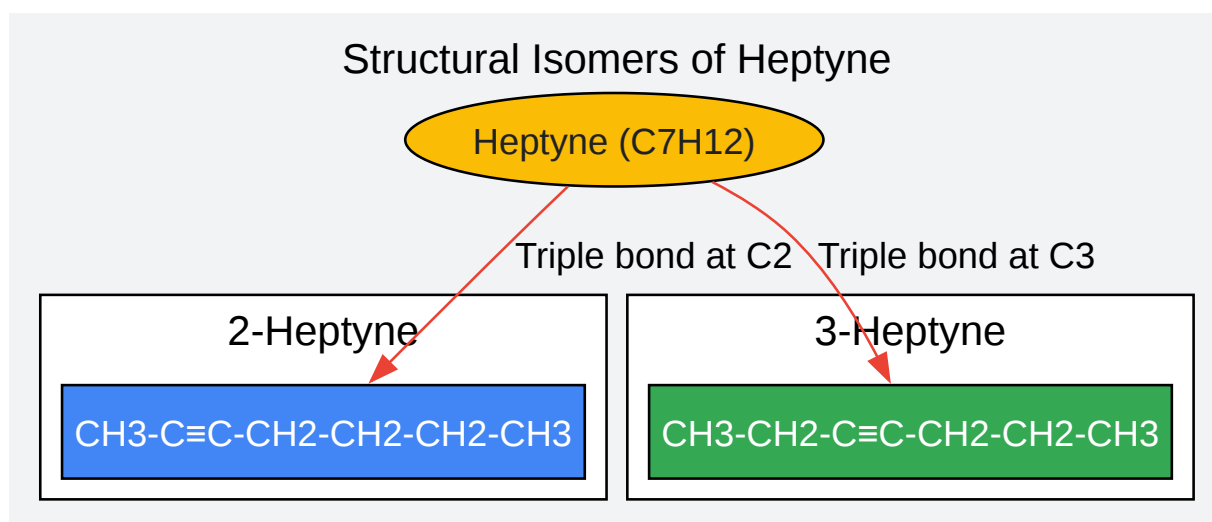 Structural Isomers of Heptyne
Heptyne (C7H12)
Triple bond at C2
Triple bond at C3
2-Heptyne
CH3-C≡C-CH2-CH2-CH2-CH3
3-Heptyne
CH3-CH2-C≡C-CH2-CH2-CH3